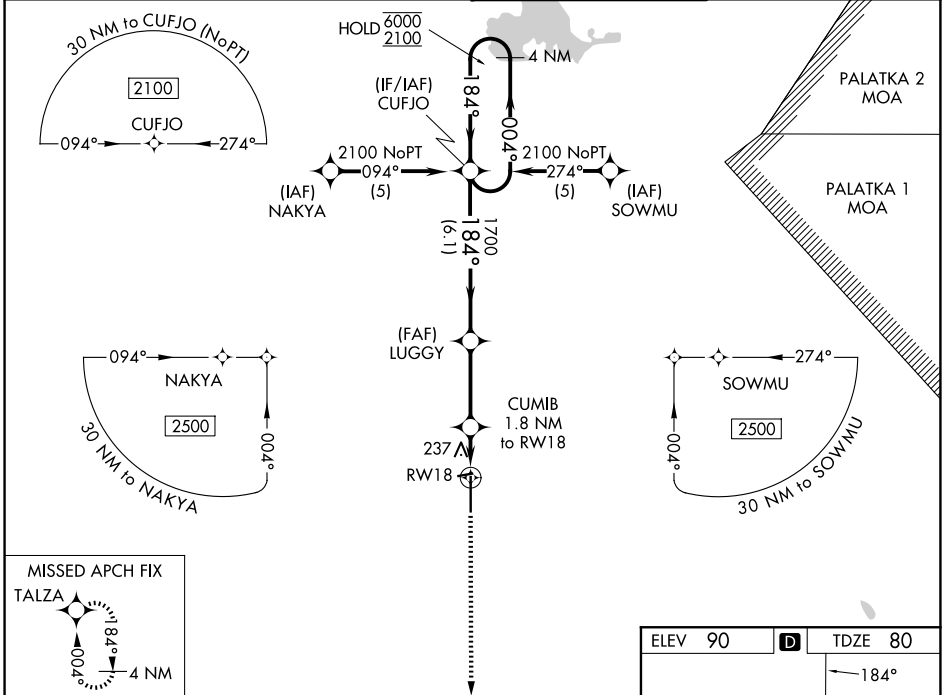 30 NM to CUFJO (NoPT)
2100
CUFJO
094°
274°
HOLD 6000
2100
4 NM
184°
004°
(IF/IAF)
CUFJO
2100 NoPT
094°
(5)
(IAF)
NAKYA
2100 NoPT
274°
(5)
(IAF)
SOWMU
PALATKA 2
MOA
PALATKA 1
MOA
1700
184°
(6.1)
(FAF)
LUGGY
094°
NAKYA
2500
004°
30 NM to NAKYA
CUMIB
1.8 NM
to RW18
237
RW18
274°
SOWMU
2500
004°
30 NM to SOWMU
MISSED APCH FIX
TALZA
184°
004°
4 NM
ELEV 90 D TDZE 80
184°